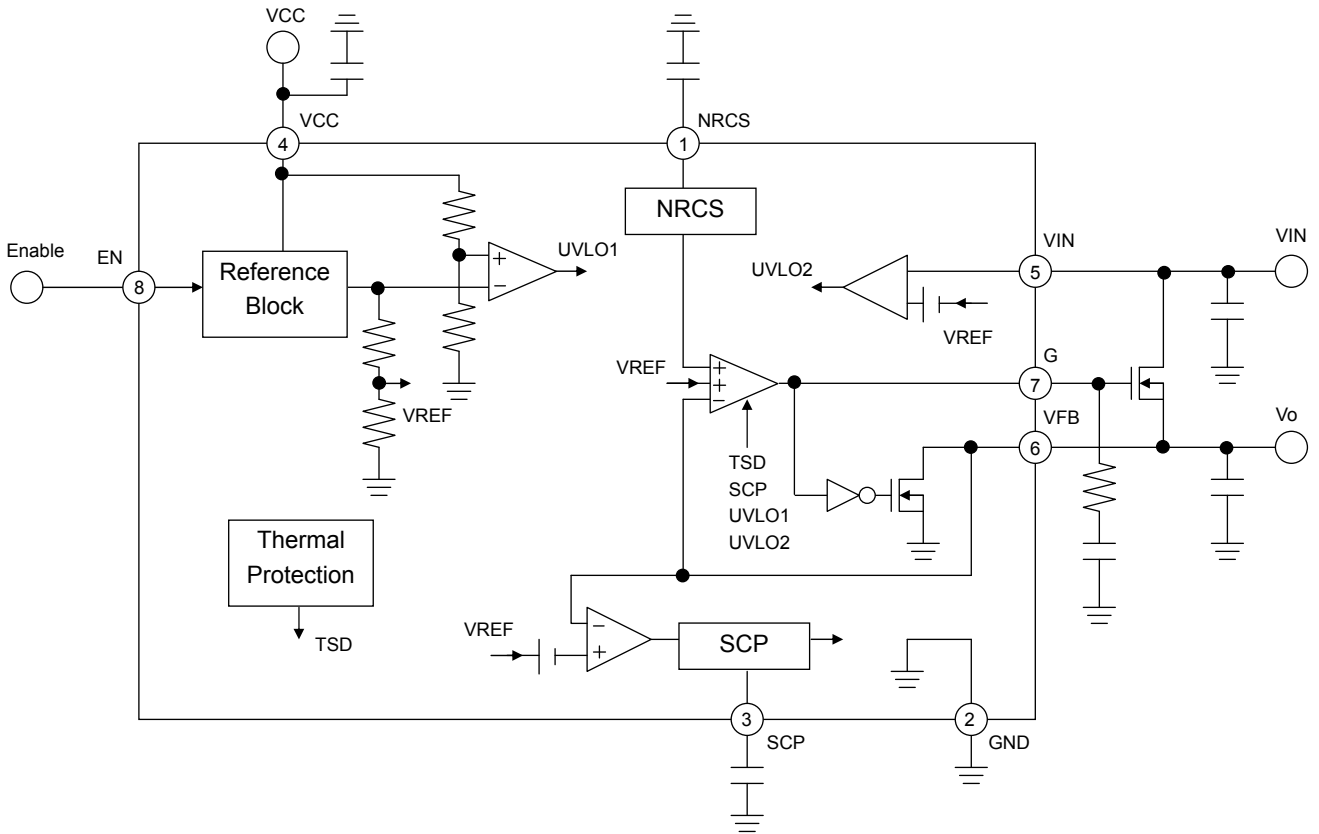 VCC
VCC
4
NRCS
1
NRCS
Enable
EN
8
Reference
Block
+
−
UVLO1
VREF
UVLO2
VREF
VIN
5
VIN
VREF
+
+
−
G
7
VFB
6
Vo
TSD
SCP
UVLO1
UVLO2
Thermal
Protection
TSD
VREF
−
+
SCP
3
SCP
2
GND